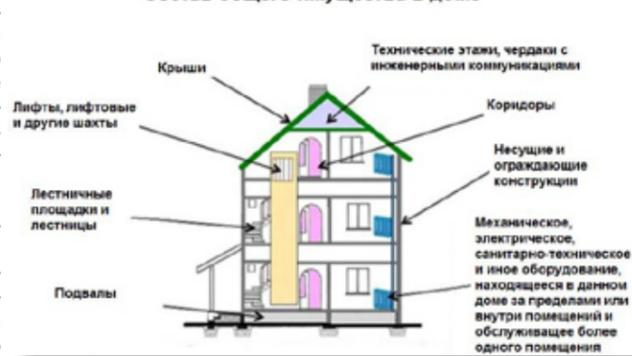 Технические этажи, чердаки с
инженерными коммуникациями
Крыши
Лифты, лифтовые
и другие шахты
Коридоры
Несущие и
ограждающие
конструкции
Лестничные
площадки и
лестницы
Механическое,
электрическое,
санитарно-техническое
и иное оборудование,
находящееся в данном
доме за пределами или
внутри помещений и
обслуживащее более
одного помещения
Подвалы